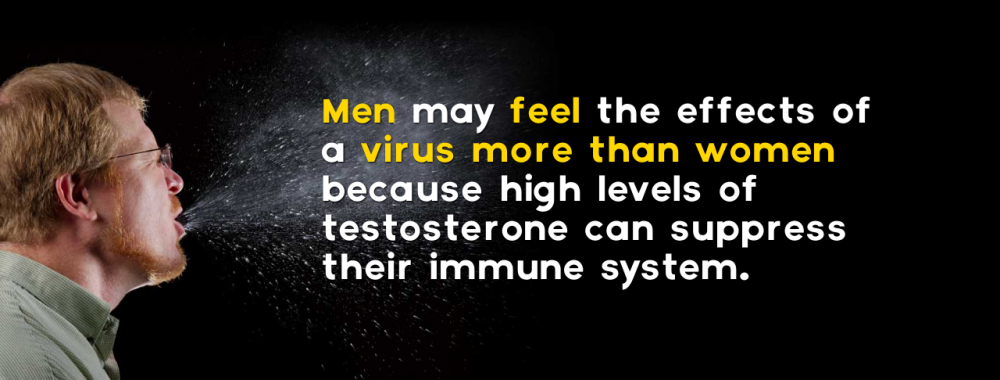 Men may feel the effects of
a virus more than women
because high levels of
testosterone can suppress
their immune system.